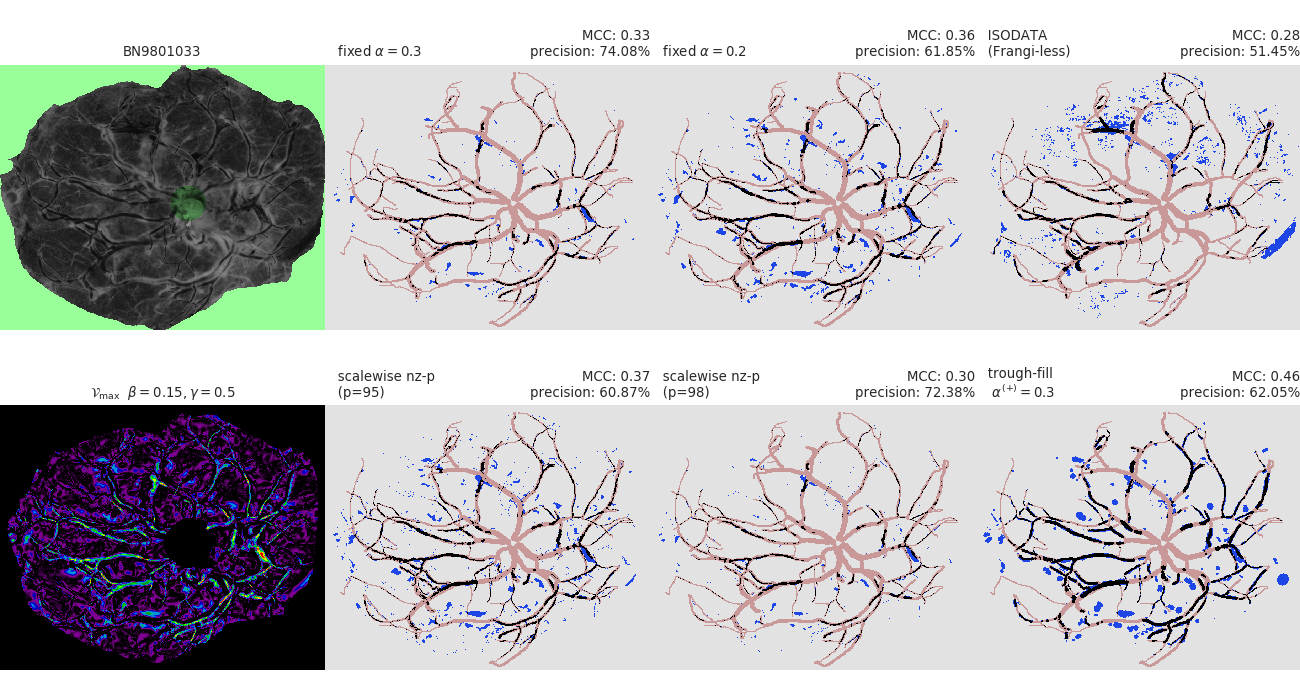 BN9801033
fixed α = 0.3
MCC: 0.33
precision: 74.08%
fixed α = 0.2
MCC: 0.36
precision: 61.85%
ISODATA
(Frangi-less)
MCC: 0.28
precision: 51.45%
𝒱max β = 0.15, γ = 0.5
scalewise nz-p
(p=95)
MCC: 0.37
precision: 60.87%
scalewise nz-p
(p=98)
MCC: 0.30
precision: 72.38%
trough-fill
α(+) = 0.3
MCC: 0.46
precision: 62.05%